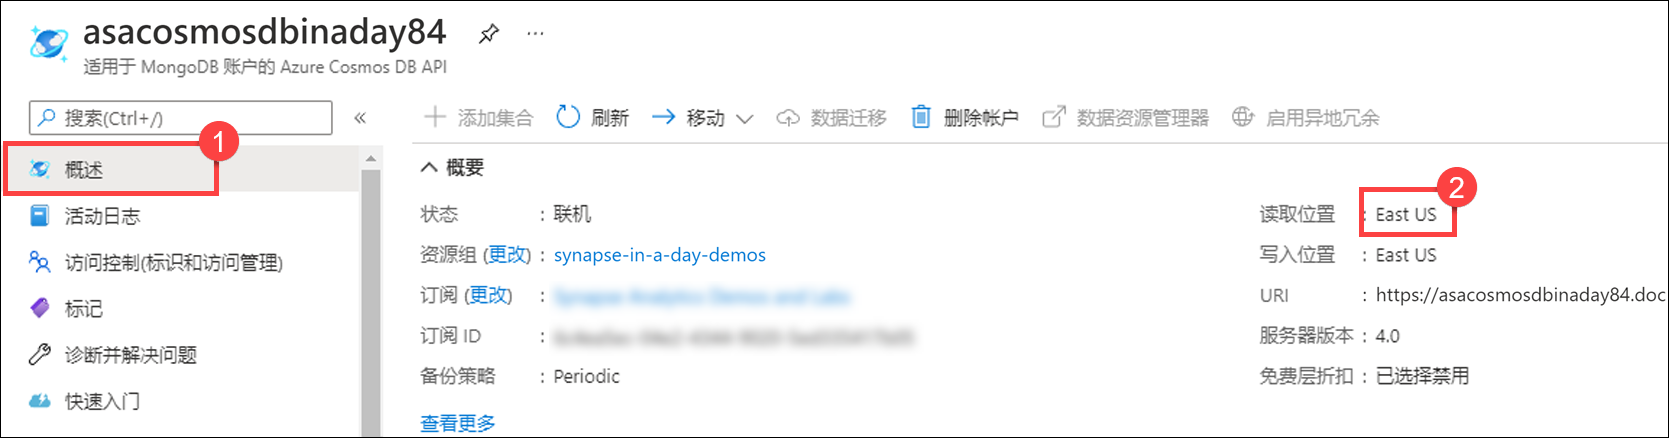 asacosmosdbinaday84 ...
适用于 MongoDB 账户的 Azure Cosmos DB API
搜索(Ctrl+/) «
添加集合 刷新 移动 数据迁移 删除帐户 数据资源管理器 启用异地冗余
1
概述
活动日志
访问控制(标识和访问管理)
标记
诊断并解决问题
快速入门
概要
状态 : 联机
资源组 (更改) : synapse-in-a-day-demos
订阅 (更改) :
订阅 ID :
备份策略 : Periodic
查看更多
2
读取位置 : East US
写入位置 : East US
URI : https://asacosmosdbinaday84.doc
服务器版本 : 4.0
免费层折扣 : 已选择禁用